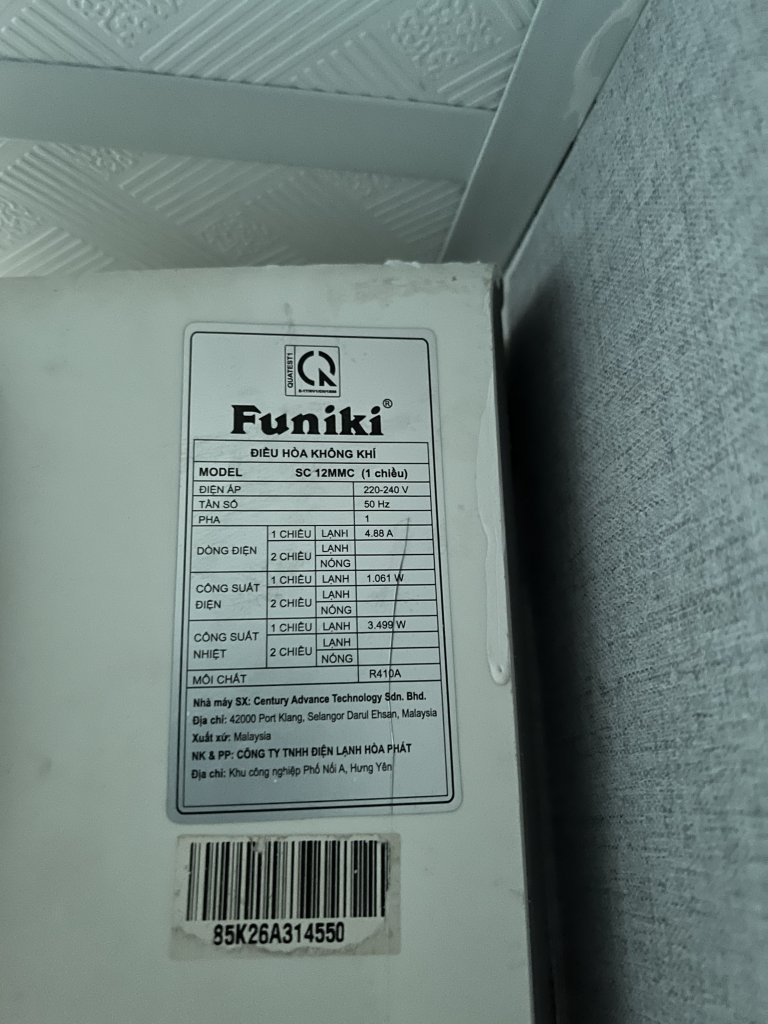 QUATEST1
Funiki®
ĐIỀU HÒA KHÔNG KHÍ
MODEL SC 12MMC (1 chiều)
ĐIỆN ÁP 220-240 V
TẦN SỐ 50 Hz
PHA 1
DÒNG ĐIỆN 1 CHIỀU LẠNH 4.88 A
2 CHIỀU LẠNH
NÓNG
CÔNG SUẤT ĐIỆN 1 CHIỀU LẠNH 1.061 W
2 CHIỀU LẠNH
NÓNG
CÔNG SUẤT NHIỆT 1 CHIỀU LẠNH 3.499 W
2 CHIỀU LẠNH
NÓNG
MÔI CHẤT R410A
Nhà máy SX: Century Advance Technology Sdn. Bhd.
Địa chỉ: 42000 Port Klang, Selangor Darul Ehsan, Malaysia
Xuất xứ: Malaysia
NK & PP: CÔNG TY TNHH ĐIỆN LẠNH HÒA PHÁT
Địa chỉ: Khu công nghiệp Phố Nối A, Hưng Yên
85K26A314550